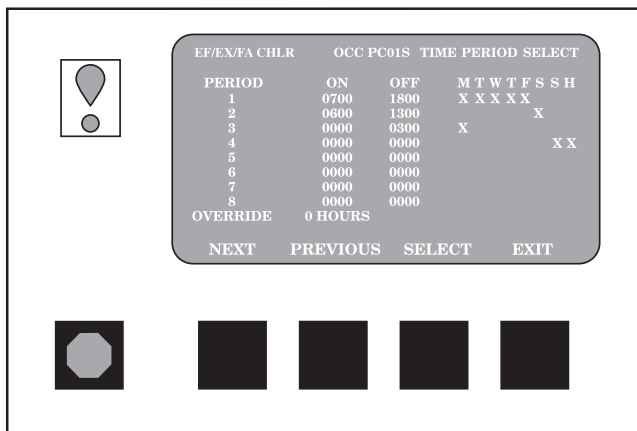 EF/EX/FA CHLR OCC PC01S TIME PERIOD SELECT
PERIOD ON OFF M T W T F S S H
1 0700 1800 X X X X X
2 0600 1300 X
3 0000 0300 X
4 0000 0000 X X
5 0000 0000
6 0000 0000
7 0000 0000
8 0000 0000
OVERRIDE 0 HOURS
NEXT PREVIOUS SELECT EXIT